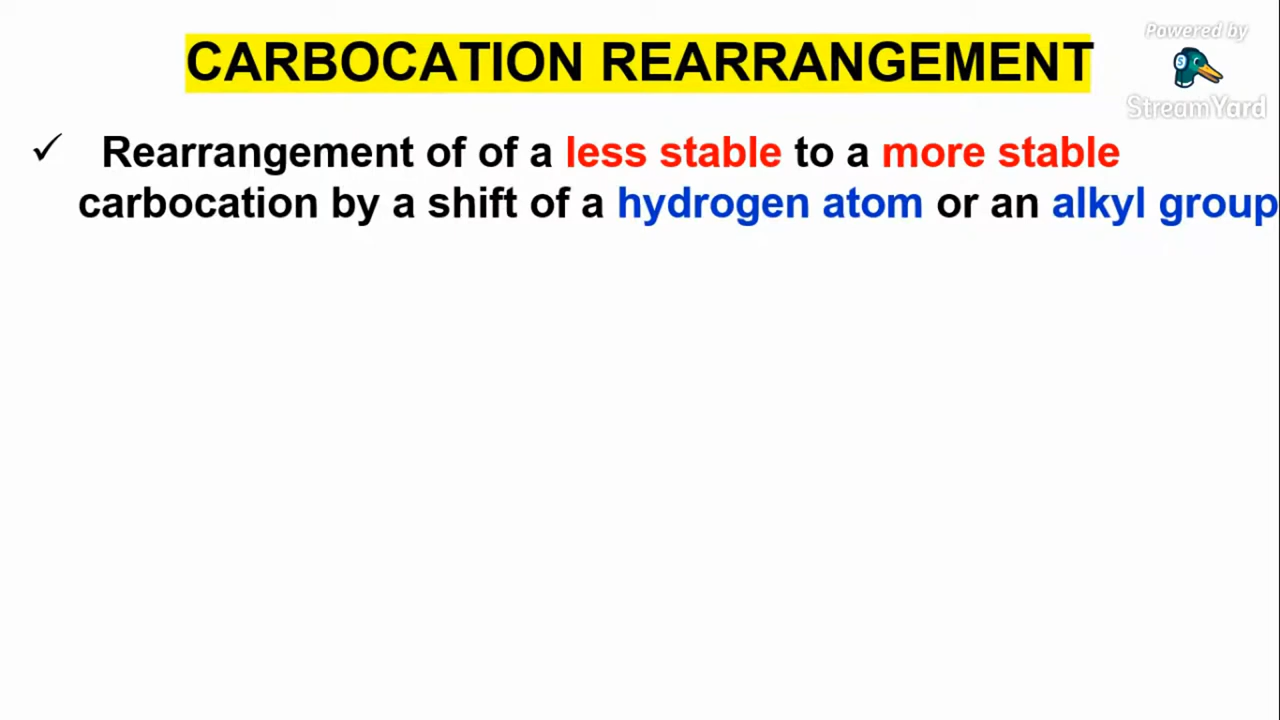 CARBOCATION REARRANGEMENT
Powered by
S
StreamYard
✓ Rearrangement of of a less stable to a more stable
carbocation by a shift of a hydrogen atom or an alkyl group